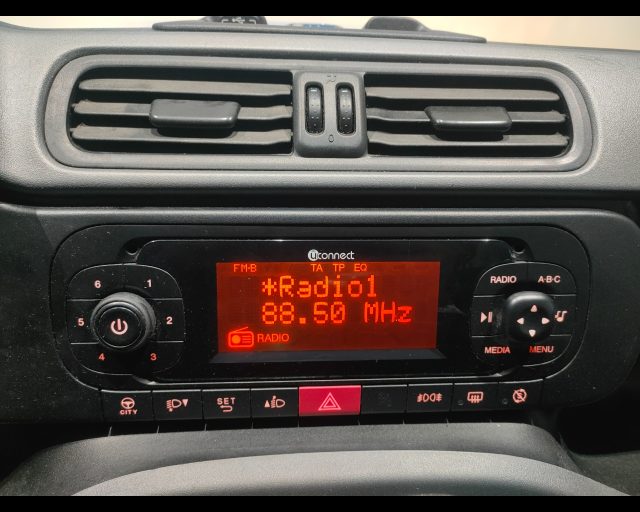 Uconnect
FM-B TA TP EQ
*Radio1
88.50 MHz
RADIO
6 1
5 2
4 3
RADIO A-B-C
MEDIA MENU
CITY
SET